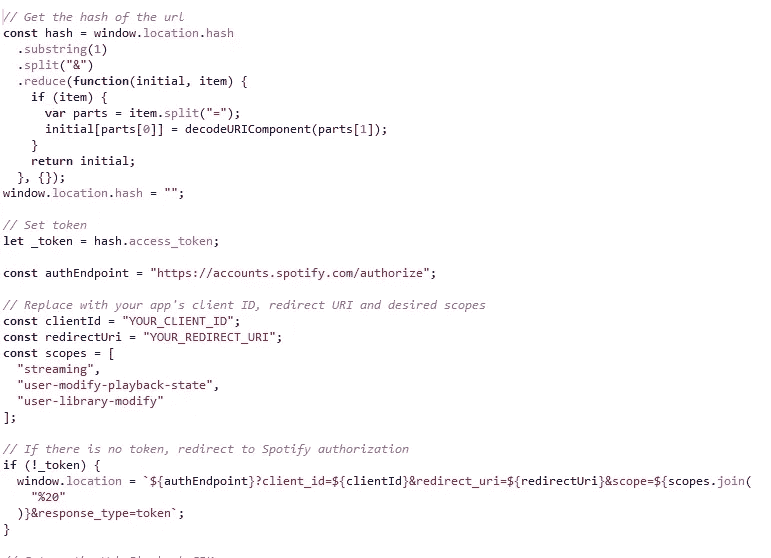 // Get the hash of the url
const hash = window.location.hash
  .substring(1)
  .split("&")
  .reduce(function(initial, item) {
    if (item) {
      var parts = item.split("=");
      initial[parts[0]] = decodeURIComponent(parts[1]);
    }
    return initial;
  }, {});
window.location.hash = "";

// Set token
let _token = hash.access_token;

const authEndpoint = "https://accounts.spotify.com/authorize";

// Replace with your app's client ID, redirect URI and desired scopes
const clientId = "YOUR_CLIENT_ID";
const redirectUri = "YOUR_REDIRECT_URI";
const scopes = [
  "streaming",
  "user-modify-playback-state",
  "user-library-modify"
];

// If there is no token, redirect to Spotify authorization
if (!_token) {
  window.location = `${authEndpoint}?client_id=${clientId}&redirect_uri=${redirectUri}&scope=${scopes.join(
    "%20"
  )}&response_type=token`;
}